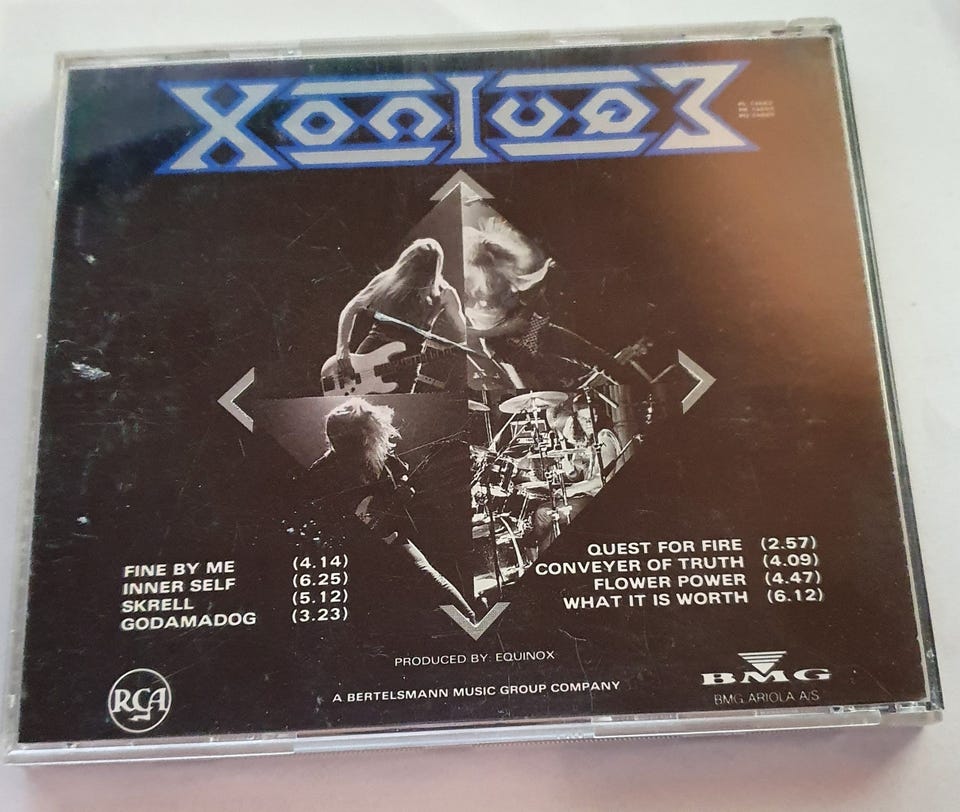 EQUINOX
FINE BY ME (4.14)
INNER SELF (6.25)
SKRELL (5.12)
GODAMADOG (3.23)
QUEST FOR FIRE (2.57)
CONVEYER OF TRUTH (4.09)
FLOWER POWER (4.47)
WHAT IT IS WORTH (6.12)
PRODUCED BY: EQUINOX
A BERTELSMANN MUSIC GROUP COMPANY
RCA
BMG
BMG ARIOLA A/S